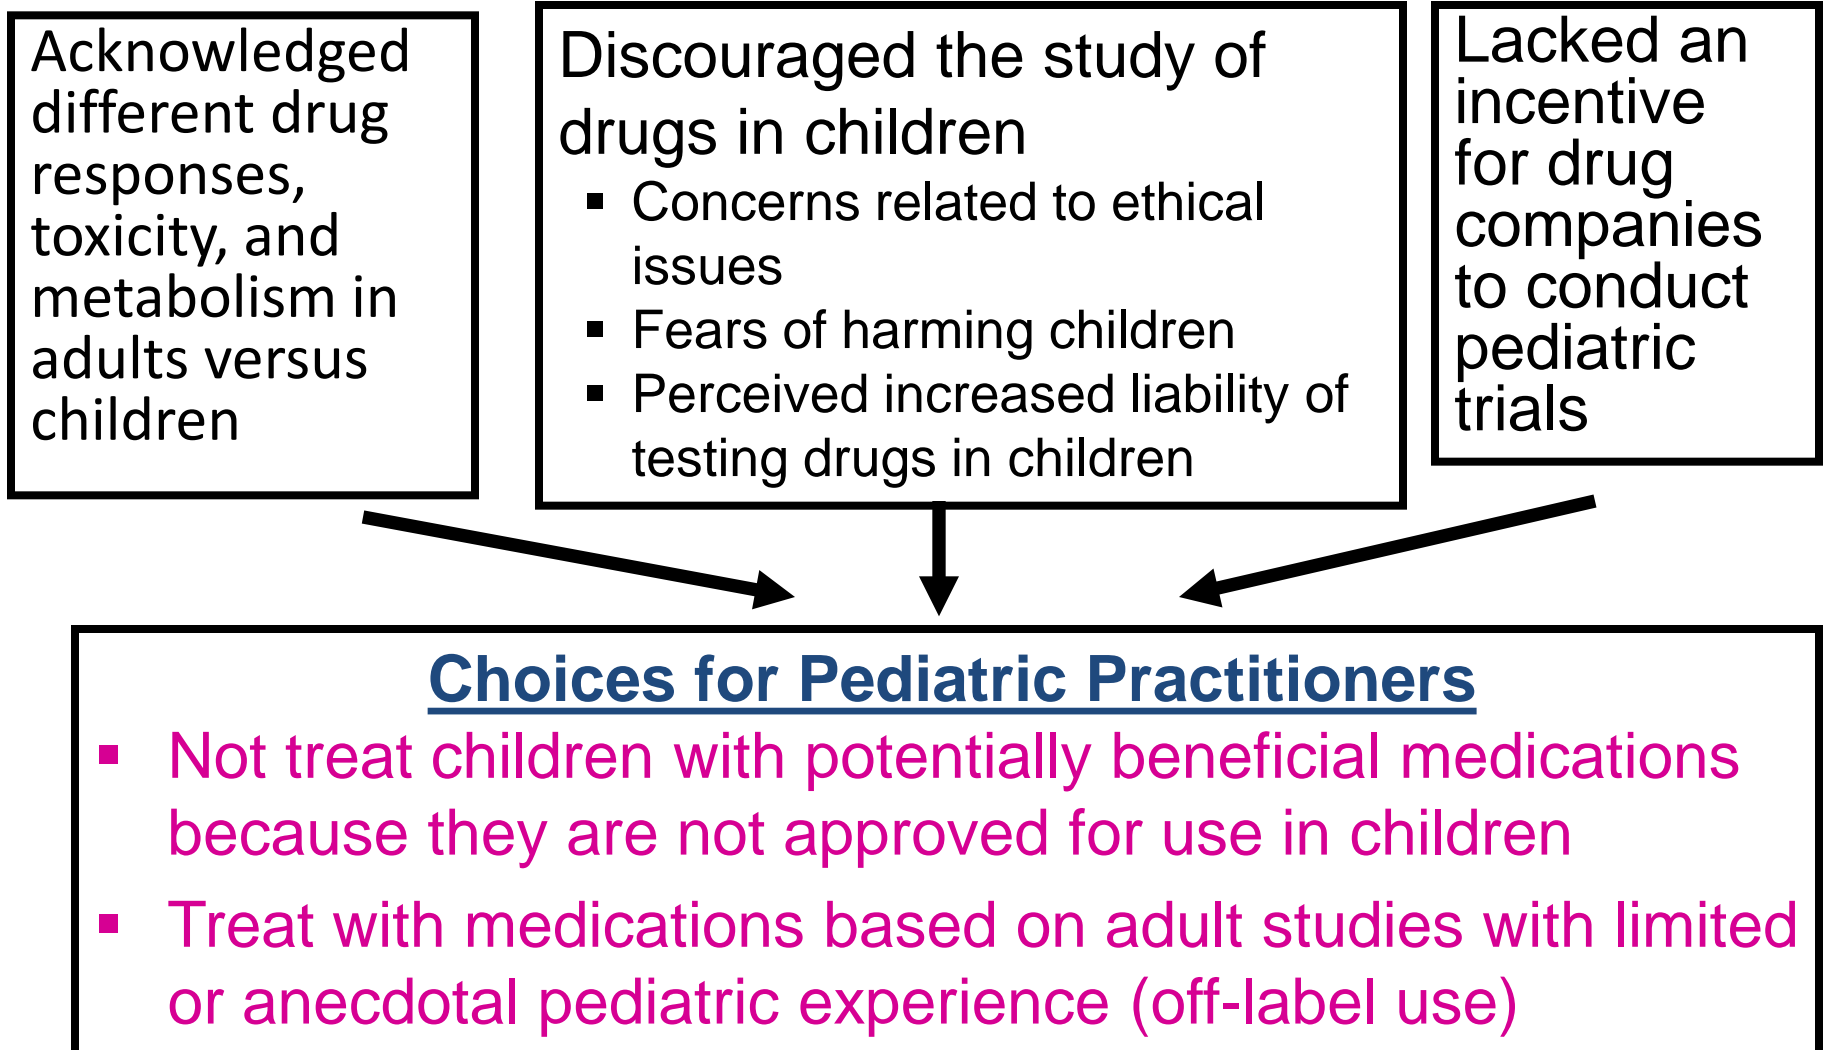 Acknowledged
different drug
responses,
toxicity, and
metabolism in
adults versus
children
Discouraged the study of
drugs in children
▪ Concerns related to ethical
issues
▪ Fears of harming children
▪ Perceived increased liability of
testing drugs in children
Lacked an
incentive
for drug
companies
to conduct
pediatric
trials
Choices for Pediatric Practitioners
▪ Not treat children with potentially beneficial medications
because they are not approved for use in children
▪ Treat with medications based on adult studies with limited
or anecdotal pediatric experience (off-label use)